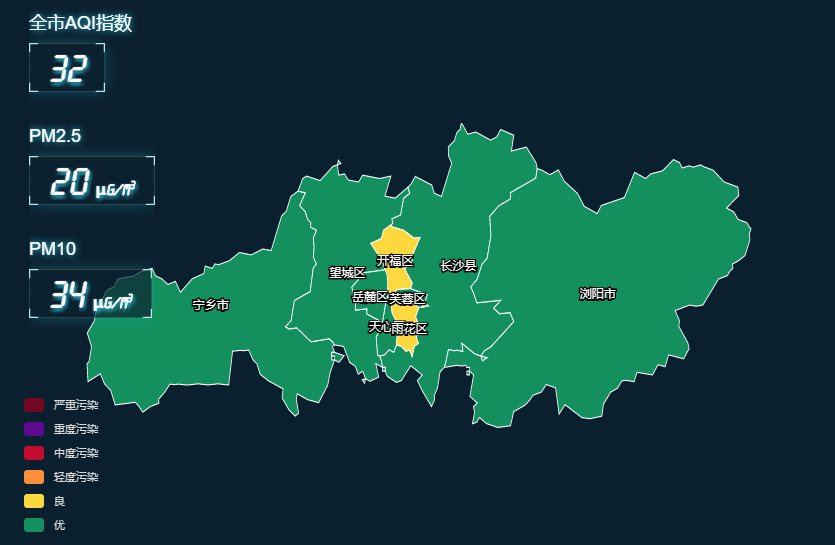 全市AQI指数
32
PM2.5
20 μG/m³
PM10
34 μG/m³
开福区
长沙县
望城区
浏阳市
岳麓区
芙蓉区
宁乡市
天心
雨花区
严重污染
重度污染
中度污染
轻度污染
良
优